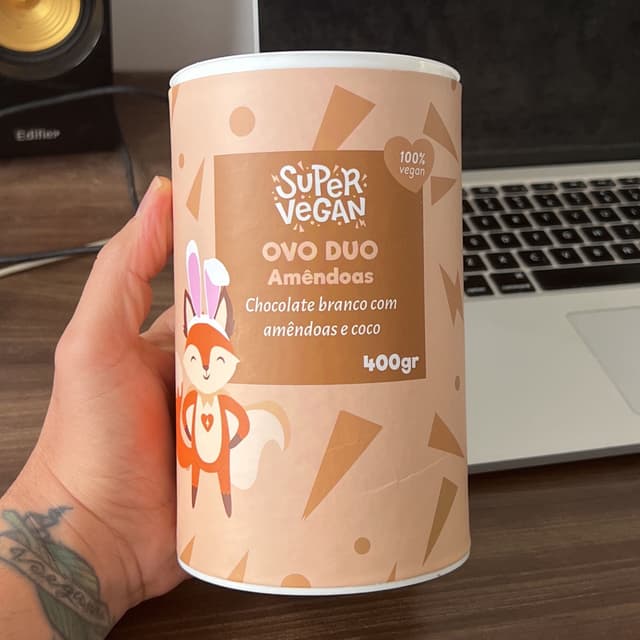 Edifier
100%
vegan
SUPER
VEGAN
OVO DUO
Amêndoas
Chocolate branco com
amêndoas e coco
400gr